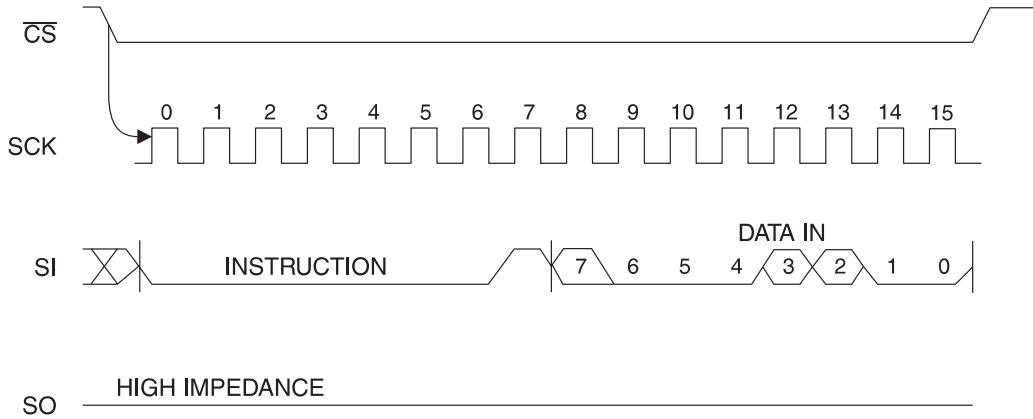 CS
0 1 2 3 4 5 6 7 8 9 10 11 12 13 14 15
SCK
DATA IN
SI INSTRUCTION 7 6 5 4 3 2 1 0
HIGH IMPEDANCE
SO